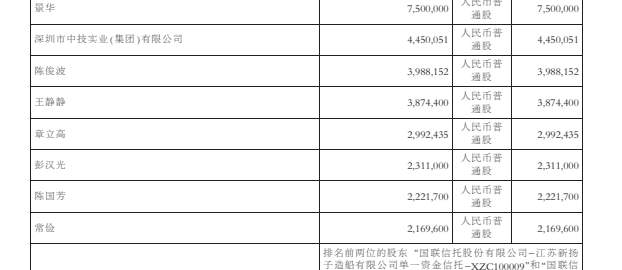 景华 7,500,000 人民币普通股 7,500,000
深圳市中技实业(集团)有限公司 4,450,051 人民币普通股 4,450,051
陈俊波 3,988,152 人民币普通股 3,988,152
王静静 3,874,400 人民币普通股 3,874,400
章立高 2,992,435 人民币普通股 2,992,435
彭汉光 2,311,000 人民币普通股 2,311,000
陈国芳 2,221,700 人民币普通股 2,221,700
常俭 2,169,600 人民币普通股 2,169,600
排名前两位的股东“国联信托股份有限公司－江苏新扬
子造船有限公司单一资金信托－XZC100009”和“国联信